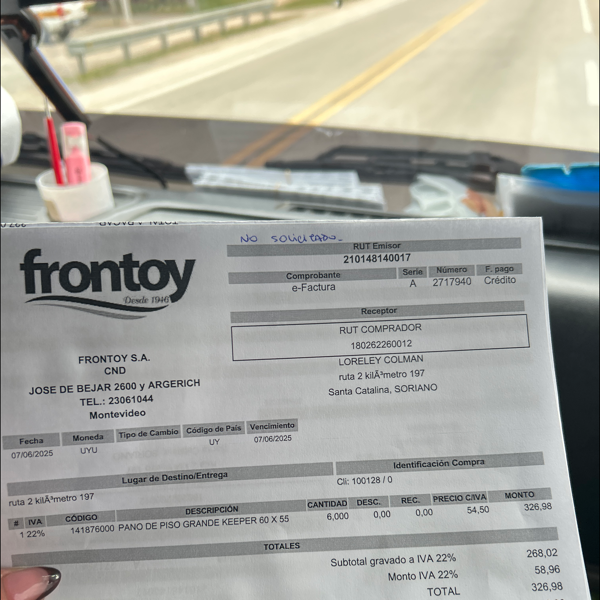 NO SOLICITADO.
frontoy
Desde 1946
RUT Emisor
210148140017
Comprobante Serie Número F. pago
e-Factura A 2717940 Crédito
Receptor
RUT COMPRADOR
180262260012
LORELEY COLMAN
ruta 2 kilÃ³metro 197
Santa Catalina, SORIANO
FRONTOY S.A.
CND
JOSE DE BEJAR 2600 y ARGERICH
TEL.: 23061044
Montevideo
Fecha Moneda Tipo de Cambio Código de País Vencimiento
07/06/2025 UYU UY 07/06/2025
Lugar de Destino/Entrega Identificación Compra
ruta 2 kilÃ³metro 197 Cli: 100128 / 0
# IVA CÓDIGO DESCRIPCIÓN CANTIDAD DESC. REC. PRECIO C/IVA MONTO
1 22% 141876000 PANO DE PISO GRANDE KEEPER 60 X 55 6,000 0,00 0,00 54,50 326,98
TOTALES
Subtotal gravado a IVA 22% 268,02
Monto IVA 22% 58,96
TOTAL 326,98